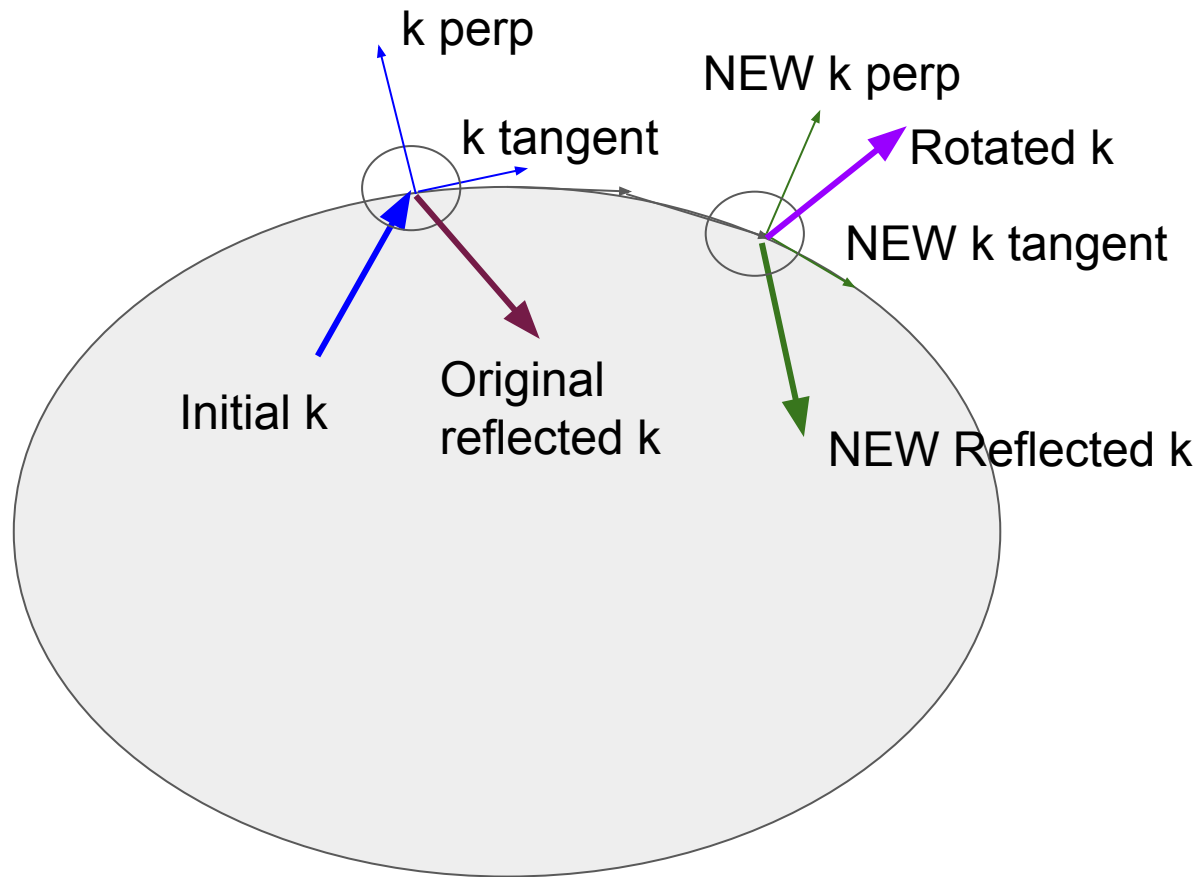 k perp
NEW k perp
k tangent
Rotated k
NEW k tangent
Initial k
Original
reflected k
NEW Reflected k